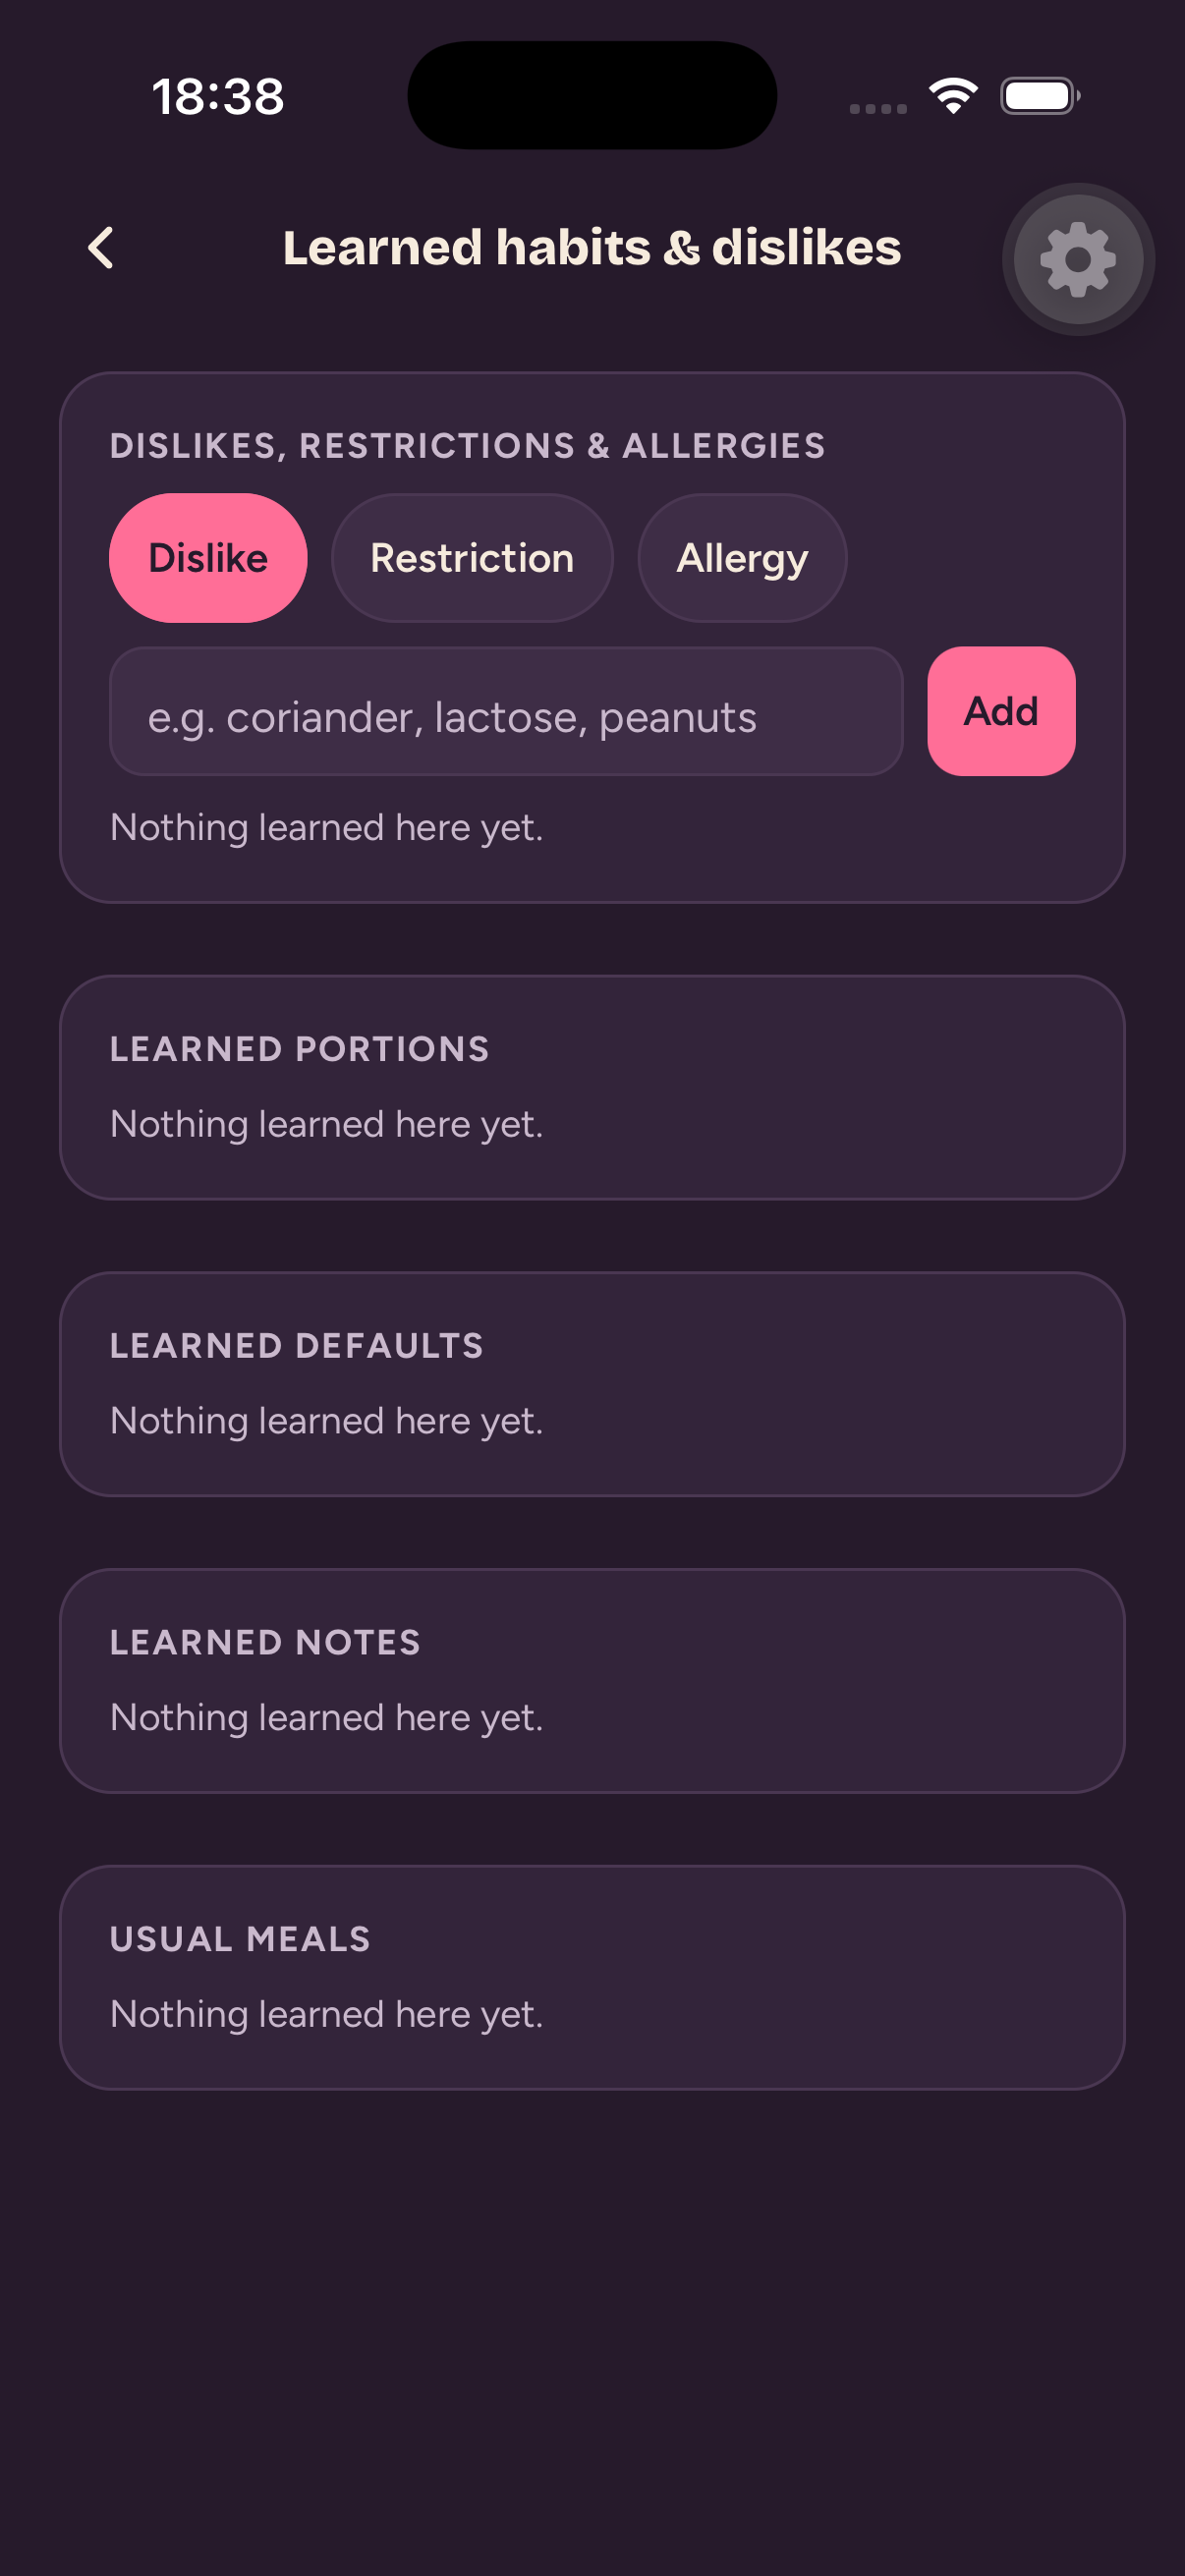 18:38
Learned habits & dislikes
DISLIKES, RESTRICTIONS & ALLERGIES
Dislike Restriction Allergy
e.g. coriander, lactose, peanuts Add
Nothing learned here yet.
LEARNED PORTIONS
Nothing learned here yet.
LEARNED DEFAULTS
Nothing learned here yet.
LEARNED NOTES
Nothing learned here yet.
USUAL MEALS
Nothing learned here yet.